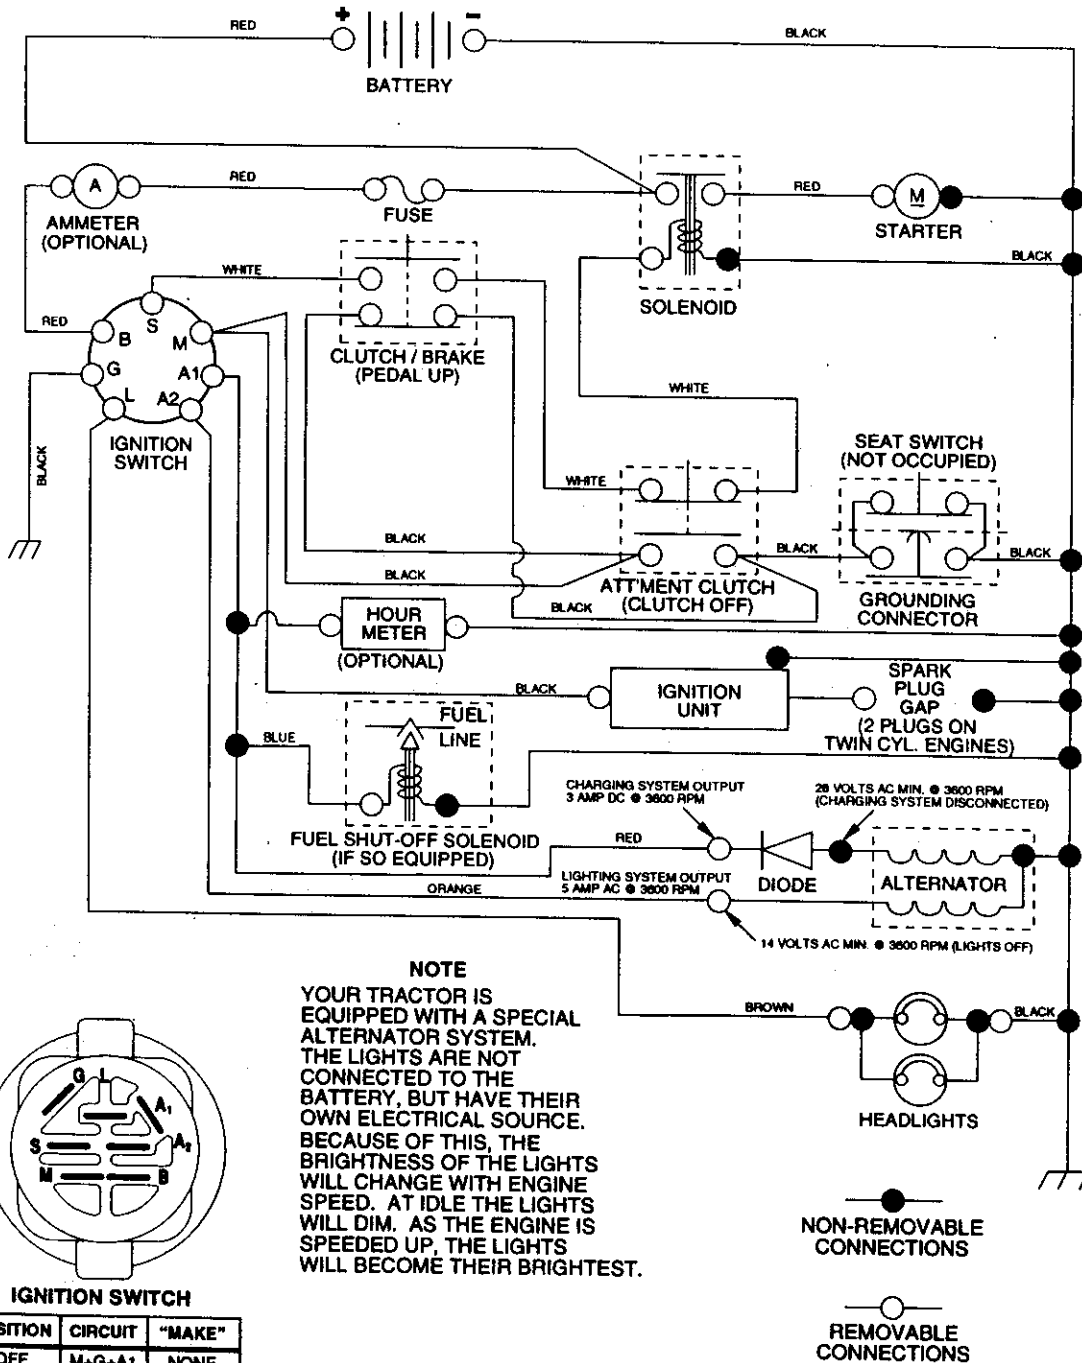 +
-
RED
BLACK
BATTERY
A
RED
RED
M
FUSE
AMMETER
(OPTIONAL)
STARTER
WHITE
BLACK
SOLENOID
RED
S
B
M
CLUTCH / BRAKE
(PEDAL UP)
G
A1
L
A2
WHITE
IGNITION
SWITCH
SEAT SWITCH
(NOT OCCUPIED)
BLACK
WHITE
BLACK
BLACK
BLACK
BLACK
ATT'MENT CLUTCH
(CLUTCH OFF)
BLACK
GROUNDING
CONNECTOR
HOUR
METER
(OPTIONAL)
BLACK
IGNITION
UNIT
SPARK
PLUG
GAP
(2 PLUGS ON
TWIN CYL. ENGINES)
FUEL
LINE
BLUE
FUEL SHUT-OFF SOLENOID
(IF SO EQUIPPED)
CHARGING SYSTEM OUTPUT
3 AMP DC @ 3600 RPM
28 VOLTS AC MIN. @ 3600 RPM
(CHARGING SYSTEM DISCONNECTED)
RED
DIODE
ALTERNATOR
LIGHTING SYSTEM OUTPUT
5 AMP AC @ 3600 RPM
ORANGE
14 VOLTS AC MIN. @ 3600 RPM (LIGHTS OFF)
NOTE
YOUR TRACTOR IS
EQUIPPED WITH A SPECIAL
ALTERNATOR SYSTEM.
THE LIGHTS ARE NOT
CONNECTED TO THE
BATTERY, BUT HAVE THEIR
OWN ELECTRICAL SOURCE.
BECAUSE OF THIS, THE
BRIGHTNESS OF THE LIGHTS
WILL CHANGE WITH ENGINE
SPEED. AT IDLE THE LIGHTS
WILL DIM. AS THE ENGINE IS
SPEEDED UP, THE LIGHTS
WILL BECOME THEIR BRIGHTEST.
BROWN
BLACK
HEADLIGHTS
G
L
A1
S
A2
M
B
IGNITION SWITCH
SITION CIRCUIT "MAKE"
OFF M+G+A1 NONE
NON-REMOVABLE
CONNECTIONS
REMOVABLE
CONNECTIONS